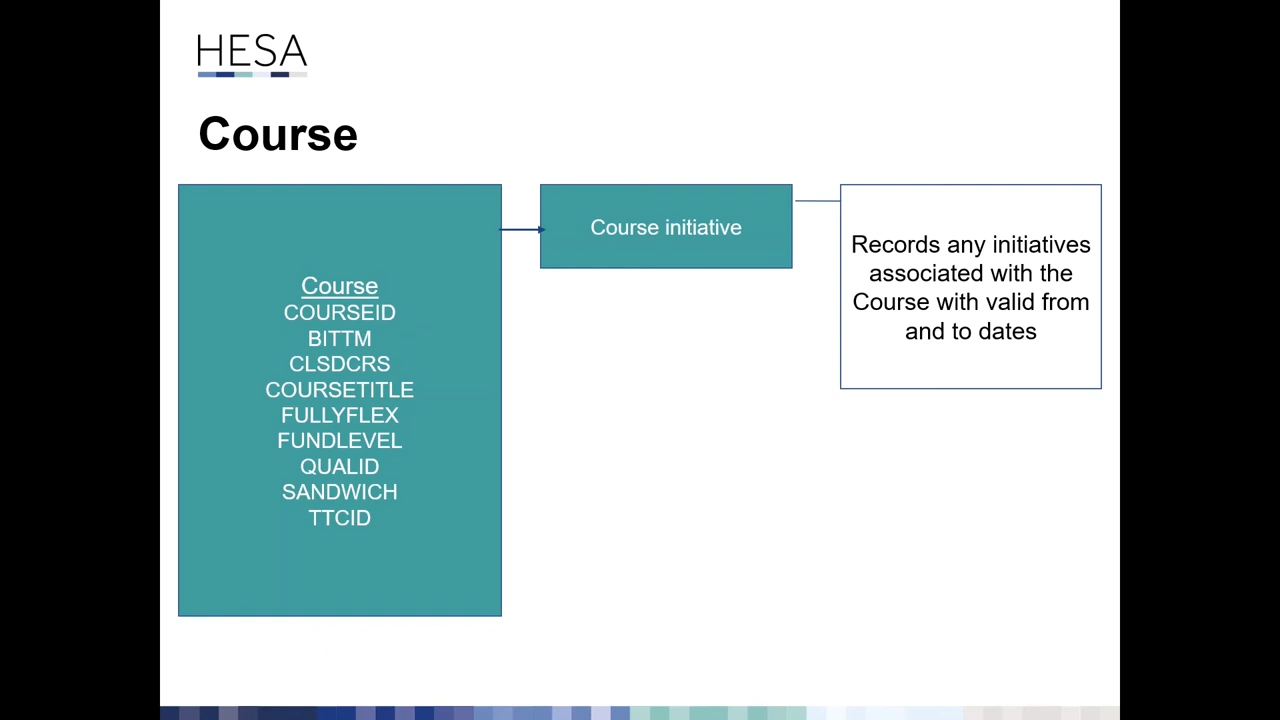 HESA
Course
Course
COURSEID
BITTM
CLSDCRS
COURSETITLE
FULLYFLEX
FUNDLEVEL
QUALID
SANDWICH
TTCID
Course initiative
Records any initiatives
associated with the
Course with valid from
and to dates